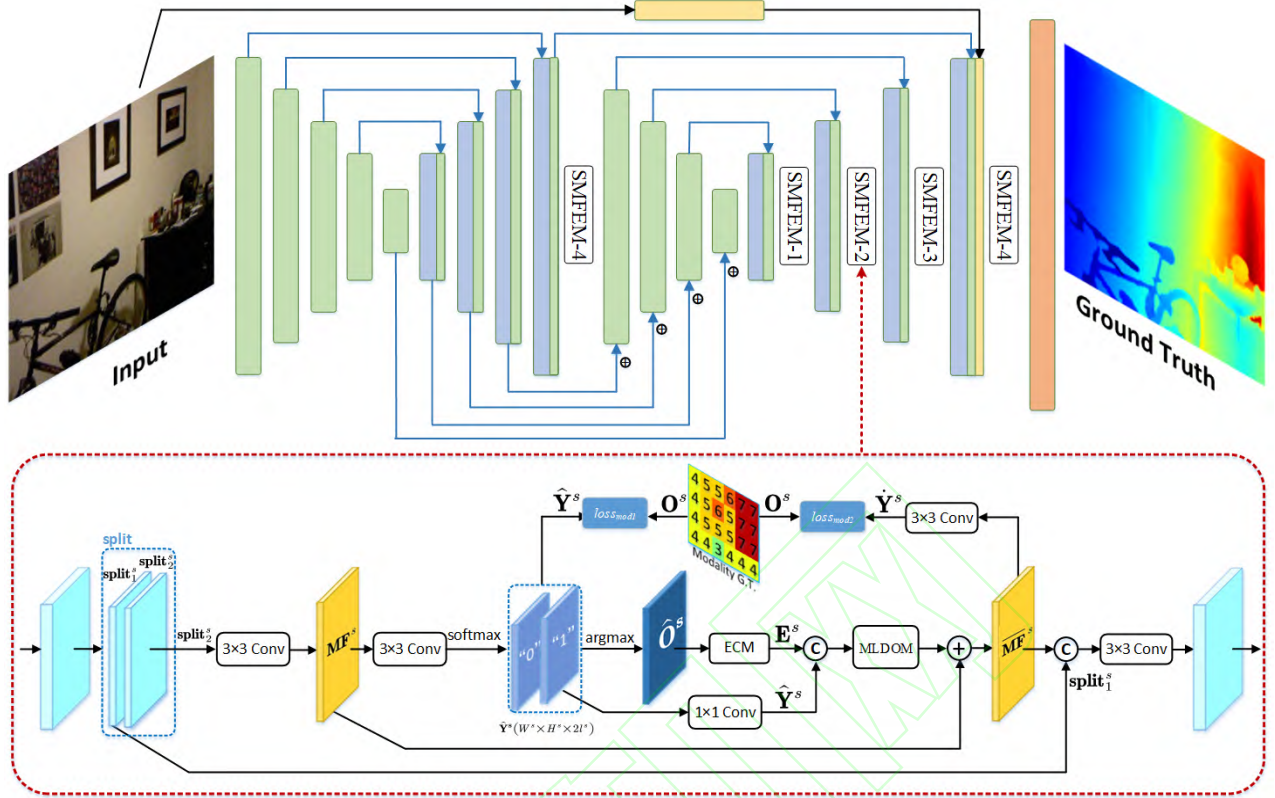 Input
SMFEM-4
SMFEM-1
SMFEM-2
SMFEM-3
SMFEM-4
⊕
⊕
⊕
⊕
Ground Truth
split
split₁ˢ
split₂ˢ
split₂ˢ
3×3 Conv
MFˢ
3×3 Conv
softmax
"0"
"1"
Ŷˢ(Wˢ×Hˢ×2lˢ)
argmax
Ôˢ
ECM
Eˢ
C
MLDOM
+
M̅F̅ˢ
C
split₁ˢ
3×3 Conv
1×1 Conv
Ŷˢ
Ŷˢ
loss_mod1
Oˢ
4 5 5 6 7 7
4 5 6 5 7 7
4 5 5 5 7 7
4 4 3 4 4 4
Modality G.T.
Oˢ
loss_mod2
Ẏˢ
3×3 Conv